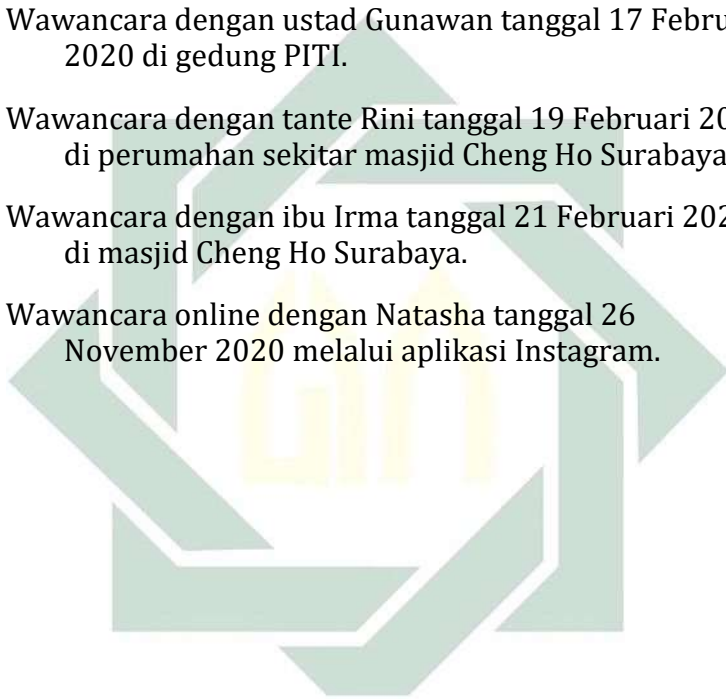 Wawancara dengan ustad Gunawan tanggal 17 Febru
2020 di gedung PITI.
Wawancara dengan tante Rini tanggal 19 Februari 20
di perumahan sekitar masjid Cheng Ho Surabaya
Wawancara dengan ibu Irma tanggal 21 Februari 202
di masjid Cheng Ho Surabaya.
Wawancara online dengan Natasha tanggal 26
November 2020 melalui aplikasi Instagram.